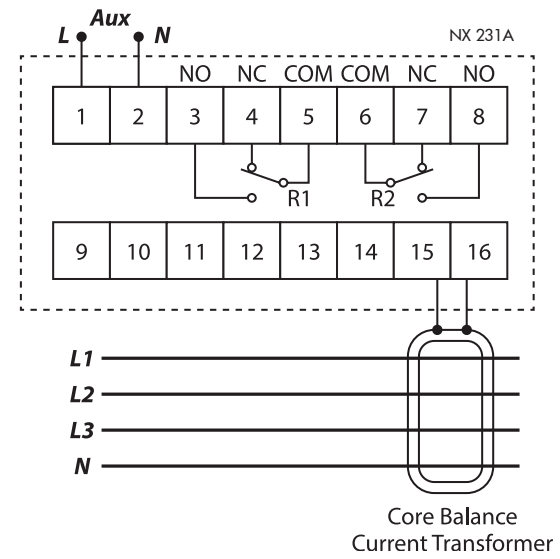 Aux
L N NX 231A
NO NC COM COM NC NO
1 2 3 4 5 6 7 8
R1 R2
9 10 11 12 13 14 15 16
L1
L2
L3
N
Core Balance
Current Transformer